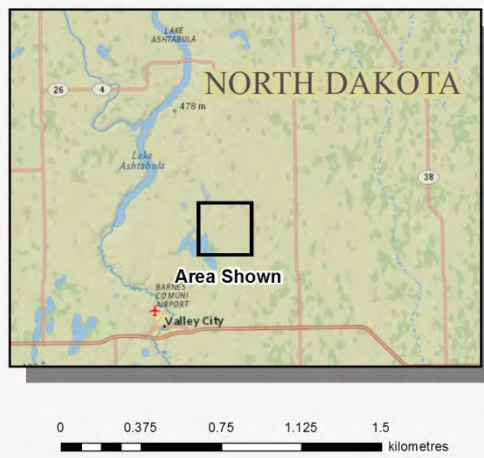 LAKE
ASHTABULA
NORTH DAKOTA
26
4
478 m
Lake
Ashtabula
38
Area Shown
BARNES
COMUNI
AIRPORT
Valley City
0 0.375 0.75 1.125 1.5
kilometres